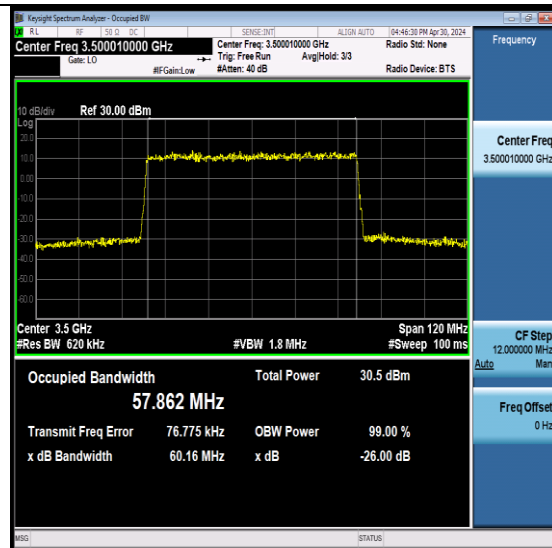 Keysight Spectrum Analyzer - Occupied BW
RL RF 50 Ω DC SENSE:INT ALIGN AUTO 04:46:30 PM Apr 30, 2024
Center Freq 3.500010000 GHz
Center Freq: 3.500010000 GHz
Radio Std: None
Gate: LO
Trig: Free Run Avg|Hold: 3/3
#IFGain:Low
#Atten: 40 dB
Radio Device: BTS
Frequency
10 dB/div Ref 30.00 dBm
Log
20.0
10.0
0.00
-10.0
-20.0
-30.0
-40.0
-50.0
-60.0
Center Freq
3.500010000 GHz
Center 3.5 GHz Span 120 MHz
#Res BW 620 kHz #VBW 1.8 MHz #Sweep 100 ms
CF Step
12.000000 MHz
Auto Man
Freq Offset
0 Hz
Occupied Bandwidth Total Power 30.5 dBm
57.862 MHz
Transmit Freq Error 76.775 kHz OBW Power 99.00 %
x dB Bandwidth 60.16 MHz x dB -26.00 dB
MSG STATUS